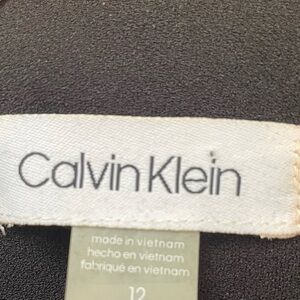 Calvin Klein
made in vietnam
hecho en vietnam
fabriqué en vietnam
12